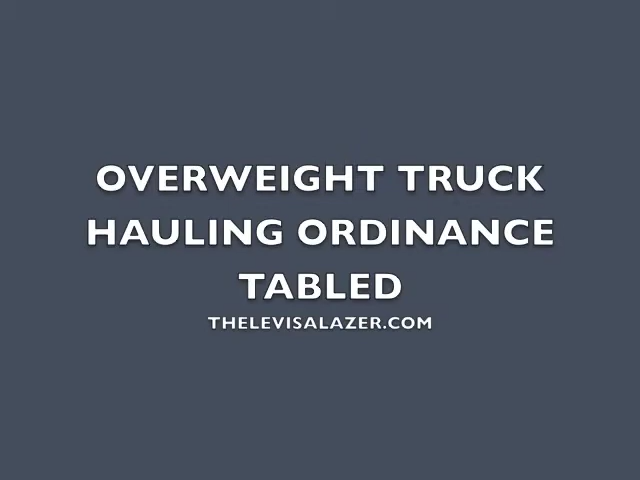 OVERWEIGHT TRUCK
HAULING ORDINANCE
TABLED
THELEVISALAZER.COM